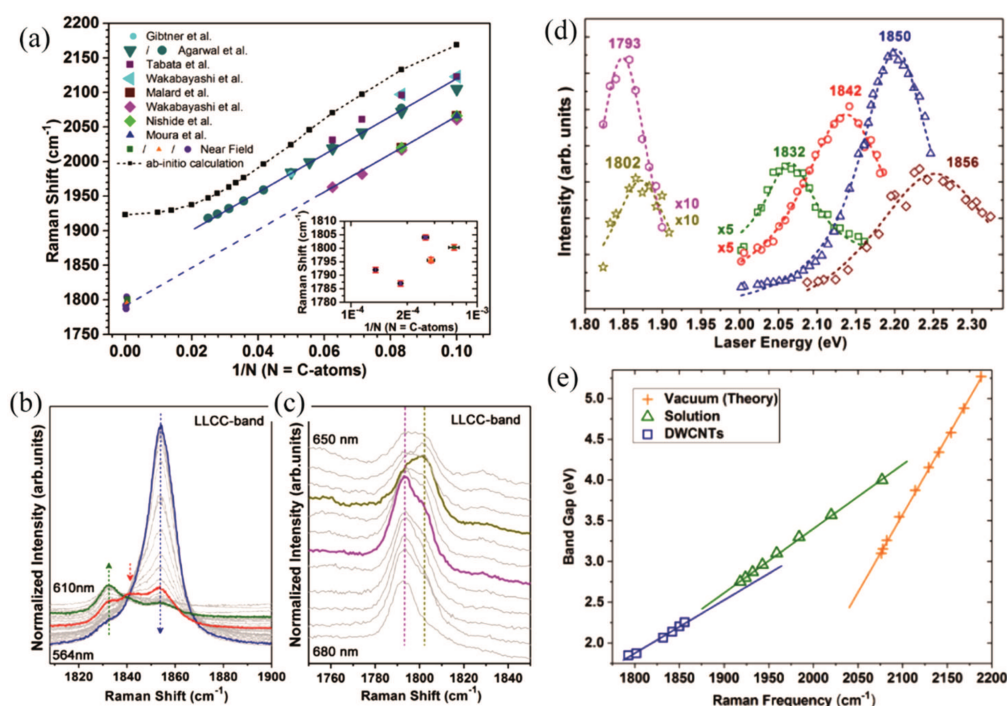 (a)
2200
2150
2100
2050
2000
1950
1900
1850
1800
1750
Raman Shift (cm⁻¹)
Gibtner et al.
/ Agarwal et al.
Tabata et al.
Wakabayashi et al.
Malard et al.
Wakabayashi et al.
Nishide et al.
Moura et al.
/ / Near Field
ab-initio calculation
0.00 0.02 0.04 0.06 0.08 0.10
1/N (N = C-atoms)
1810
1805
1800
1795
1790
1785
1780
Raman Shift (cm⁻¹)
1E-4 2E-4 1E-3
1/N (N = C-atoms)
(b)
LLCC-band
Normalized Intensity (arb.units)
610nm
564nm
1820 1840 1860 1880 1900
Raman Shift (cm⁻¹)
(c)
LLCC-band
Normalized Intensity (arb.units)
650 nm
680 nm
1760 1780 1800 1820 1840
Raman Shift (cm⁻¹)
(d)
Intensity (arb. units)
1793
1802
x10
x10
1832
x5
x5
1842
1850
1856
1.80 1.85 1.90 1.95 2.00 2.05 2.10 2.15 2.20 2.25 2.30
Laser Energy (eV)
(e)
Vacuum (Theory)
Solution
DWCNTs
Band Gap (eV)
5.0
4.5
4.0
3.5
3.0
2.5
2.0
1800 1850 1900 1950 2000 2050 2100 2150 2200
Raman Frequency (cm⁻¹)